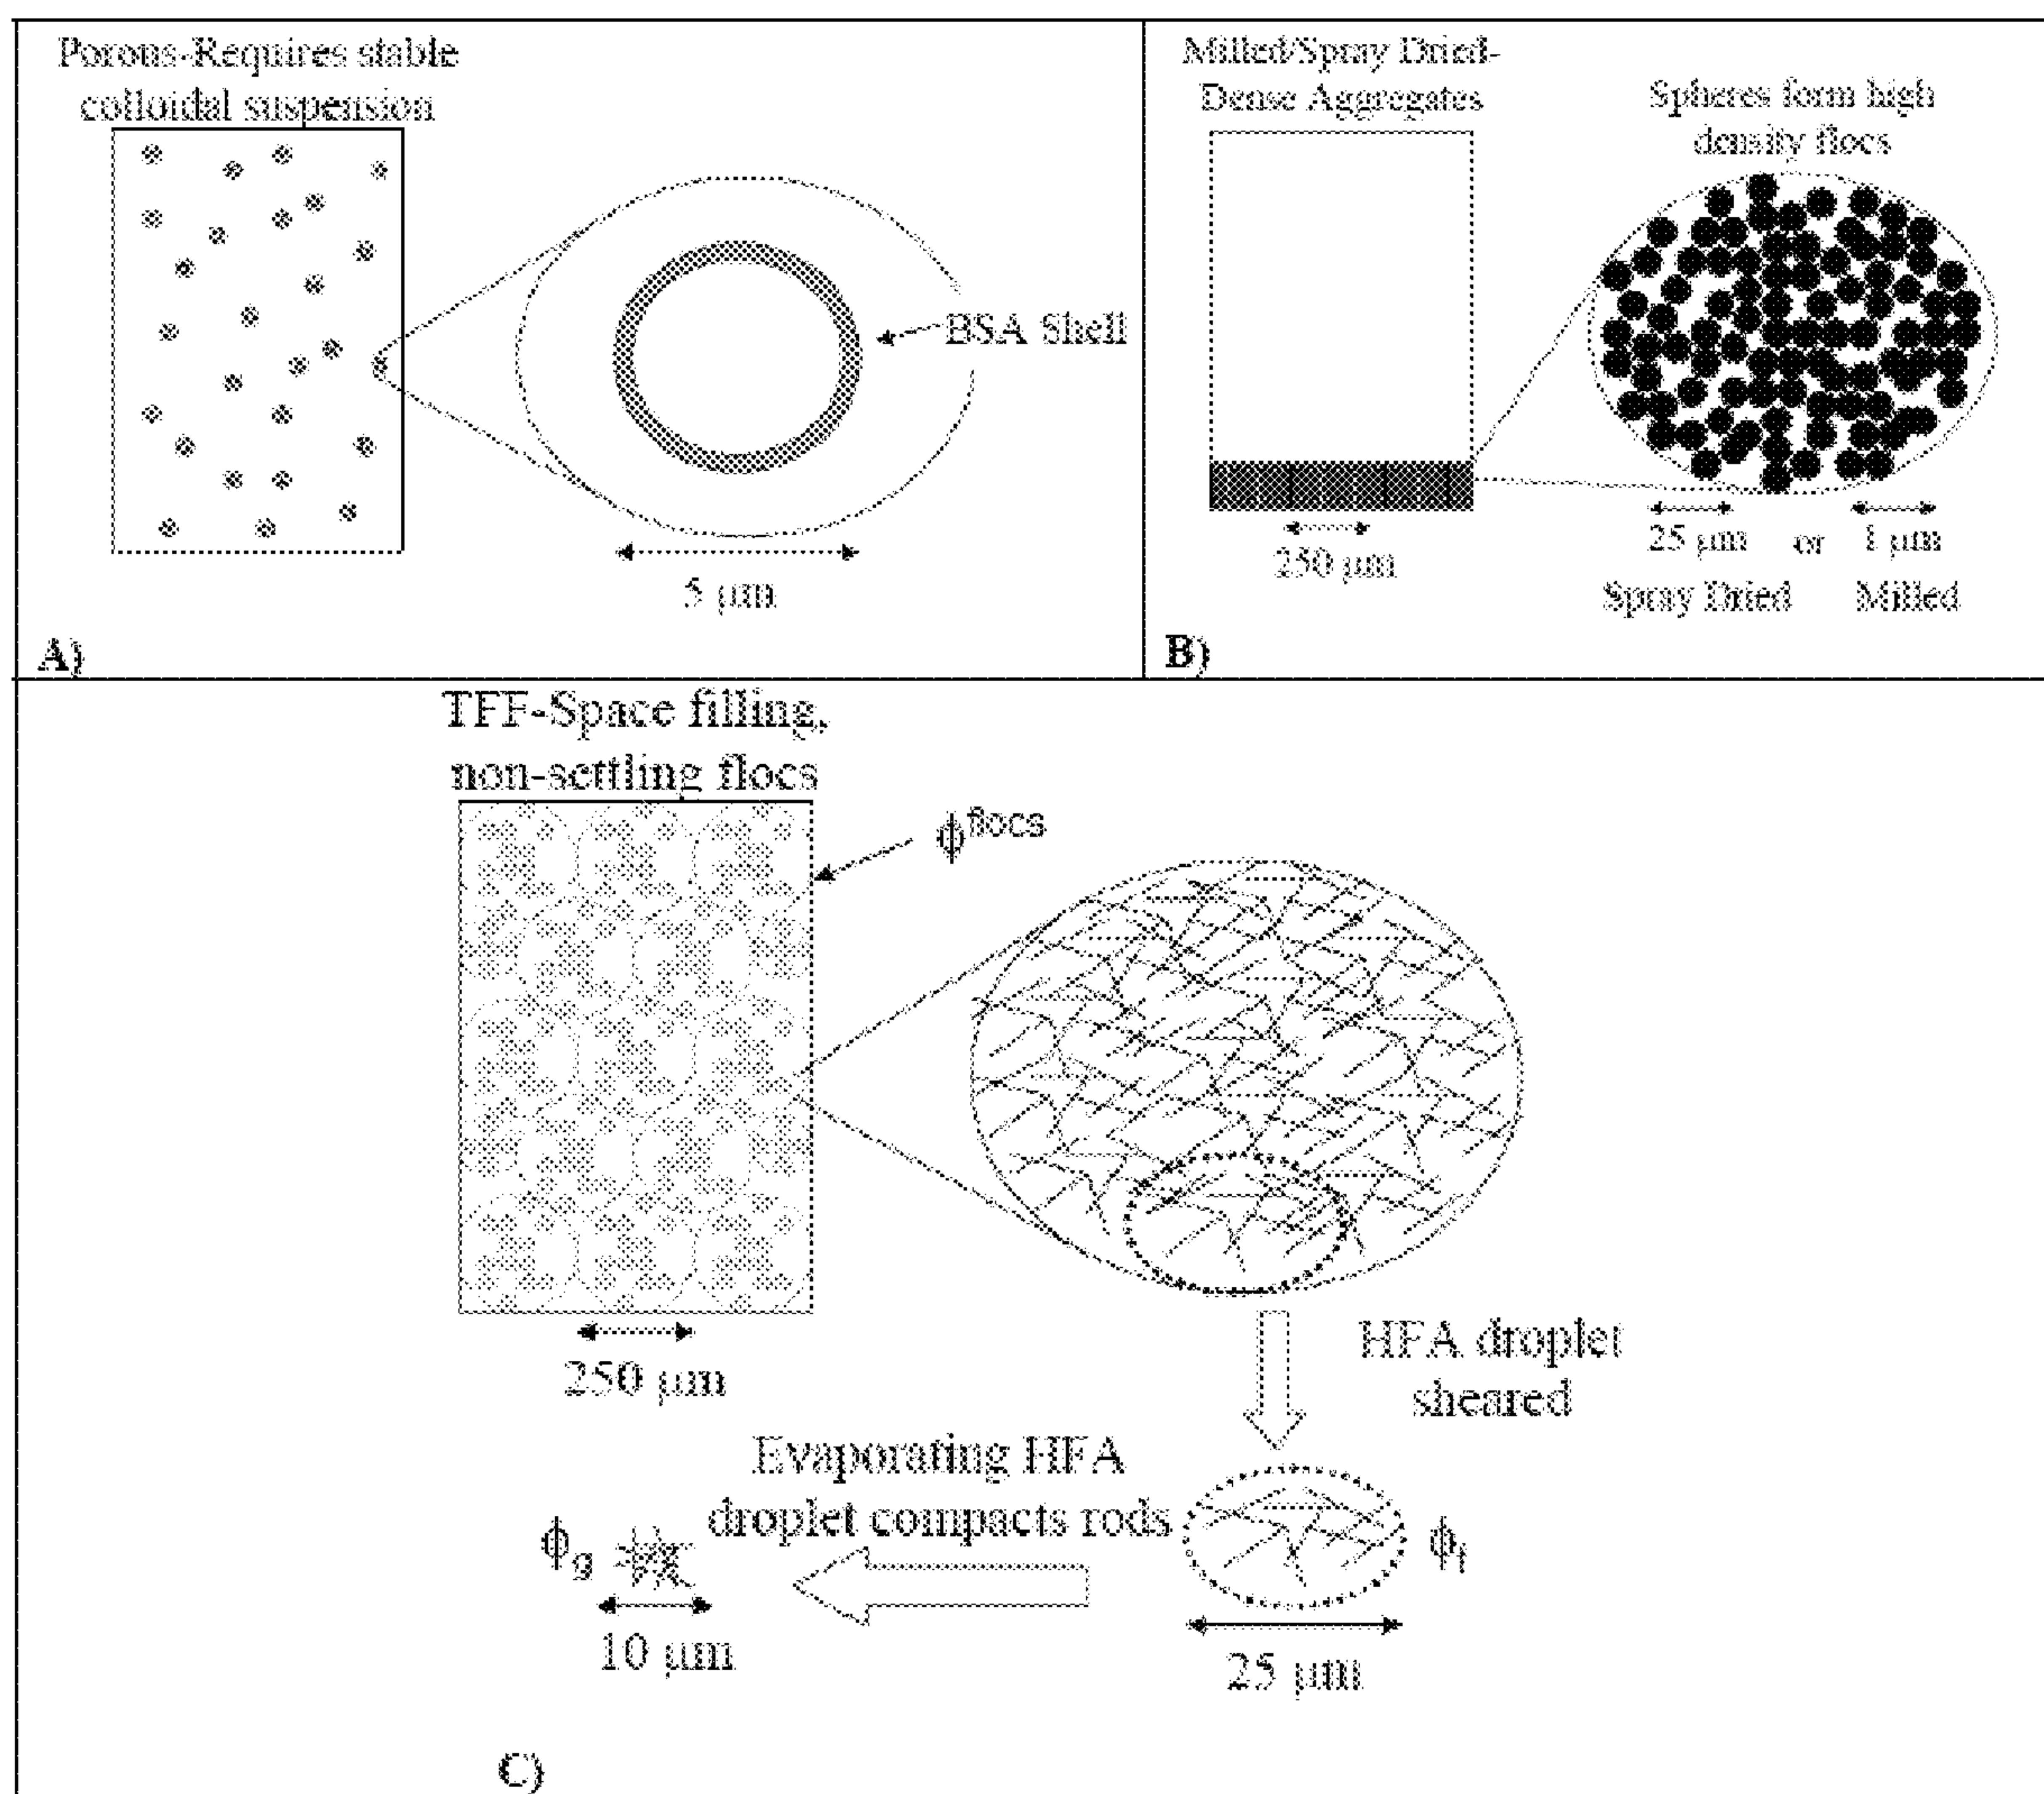 Porous-Requires stable
colloidal suspension
BSA Shell
5 μm
A)
Milled/Spray Dried-
Dense Aggregates
Spheres form high
density flocs
250 μm
25 μm or 1 μm
Spray Dried Milled
B)
TFF-Space filling,
non-settling flocs
ϕflocs
250 μm
HFA droplet
sheared
Evaporating HFA
droplet compacts rods
ϕg
ϕf
10 μm
25 μm
C)